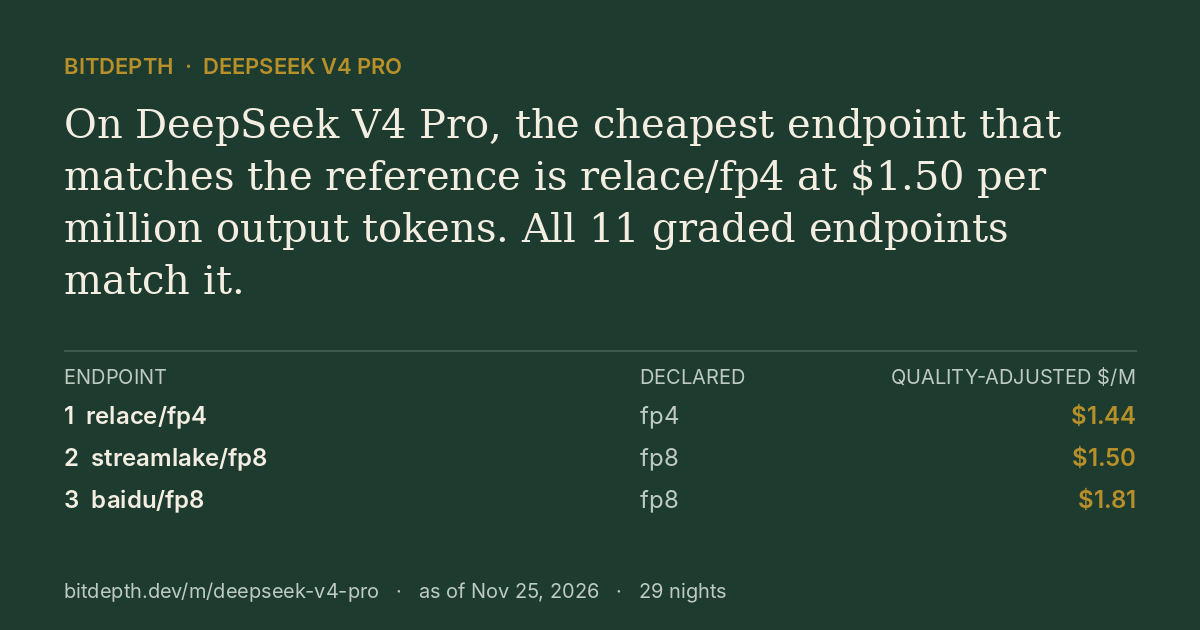 BITDEPTH · DEEPSEEK V4 PRO
On DeepSeek V4 Pro, the cheapest endpoint that
matches the reference is relace/fp4 at $1.50 per
million output tokens. All 11 graded endpoints
match it.
ENDPOINT DECLARED QUALITY-ADJUSTED $/M
1 relace/fp4 fp4 $1.44
2 streamlake/fp8 fp8 $1.50
3 baidu/fp8 fp8 $1.81
bitdepth.dev/m/deepseek-v4-pro · as of Nov 25, 2026 · 29 nights